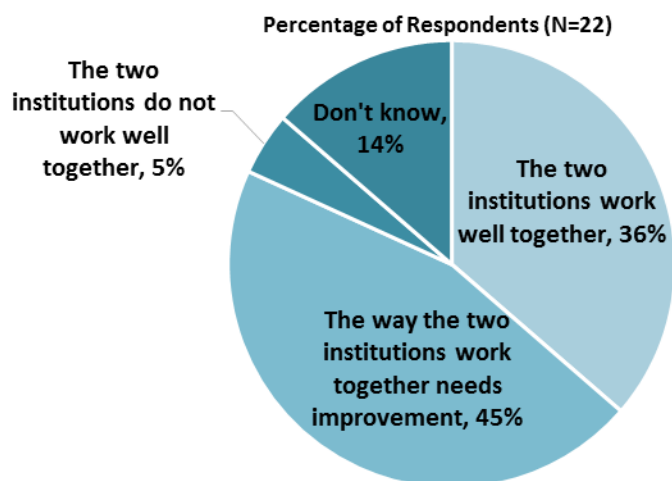 Percentage of Respondents (N=22)
The two
institutions do not
work well
together, 5%
Don't know,
14%
The two
institutions work
well together, 36%
The way the two
institutions work
together needs
improvement, 45%